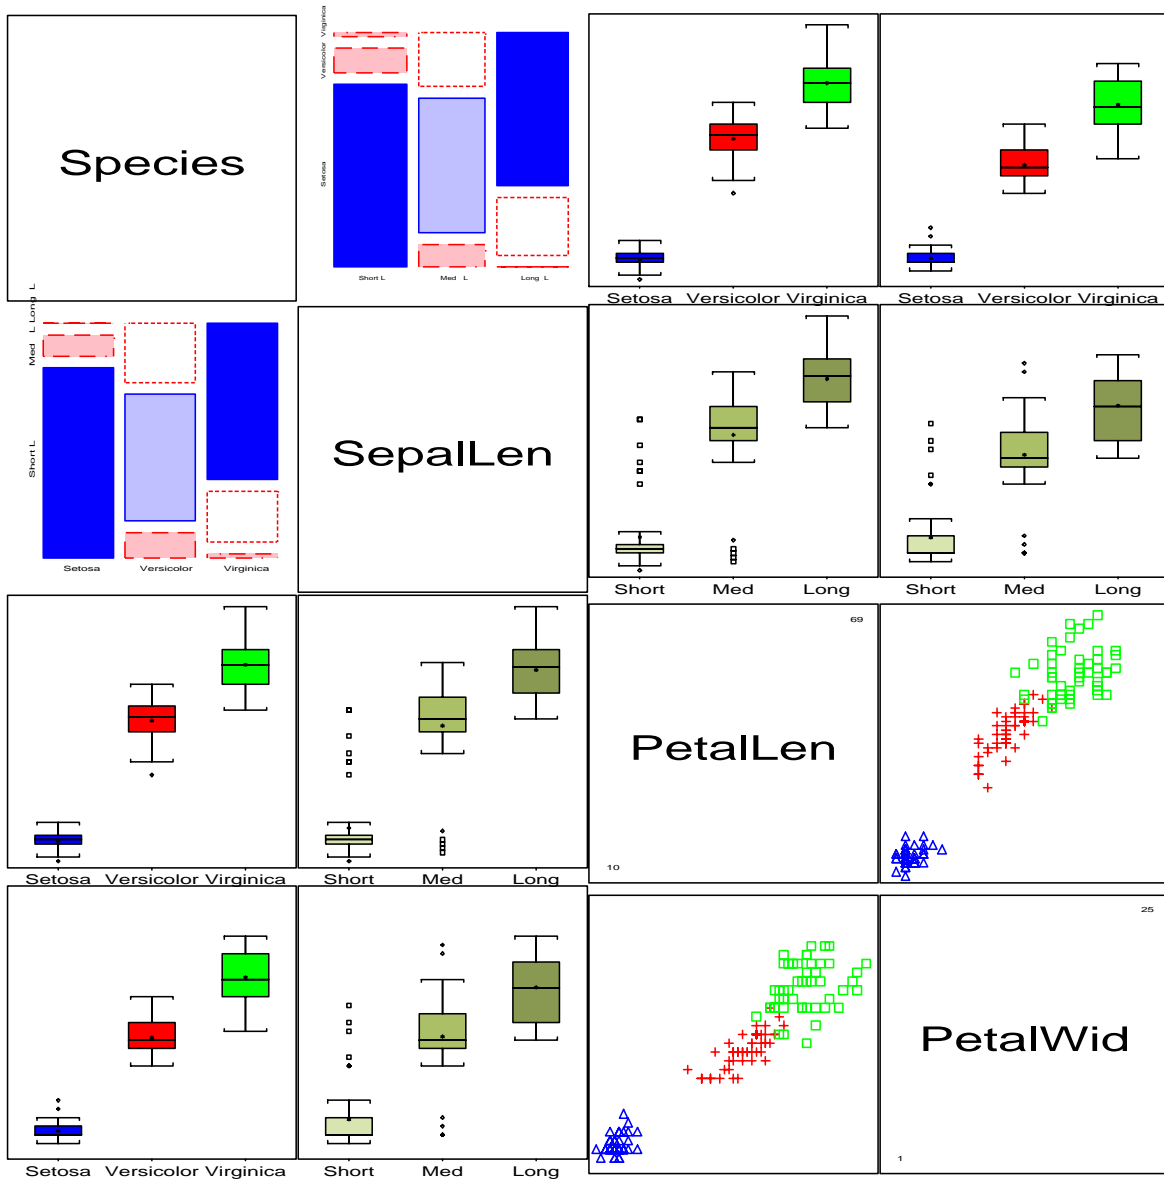 Species
Virginica
Versicolor
Setosa
Short L Med L Long L
Setosa Versicolor Virginica
Setosa Versicolor Virginica
Long L
Med L
Short L
Setosa Versicolor Virginica
SepalLen
Short Med Long
Short Med Long
Setosa Versicolor Virginica
Short Med Long
69
PetalLen
10
Setosa Versicolor Virginica
Short Med Long
25
PetalWid
1